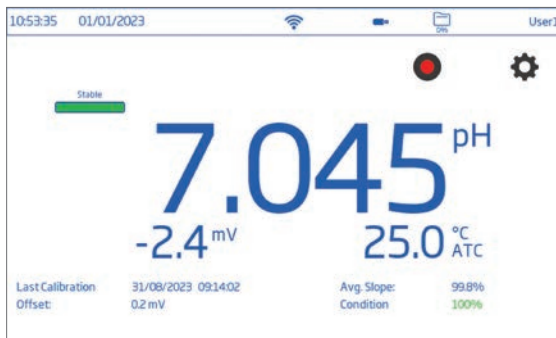 10:53:35 01/01/2023 0% User1
Stable
7.045 pH
-2.4 mV 25.0 °C ATC
Last Calibration 31/08/2023 09:14:02 Avg. Slope: 99.8%
Offset: 0.2 mV Condition 100%